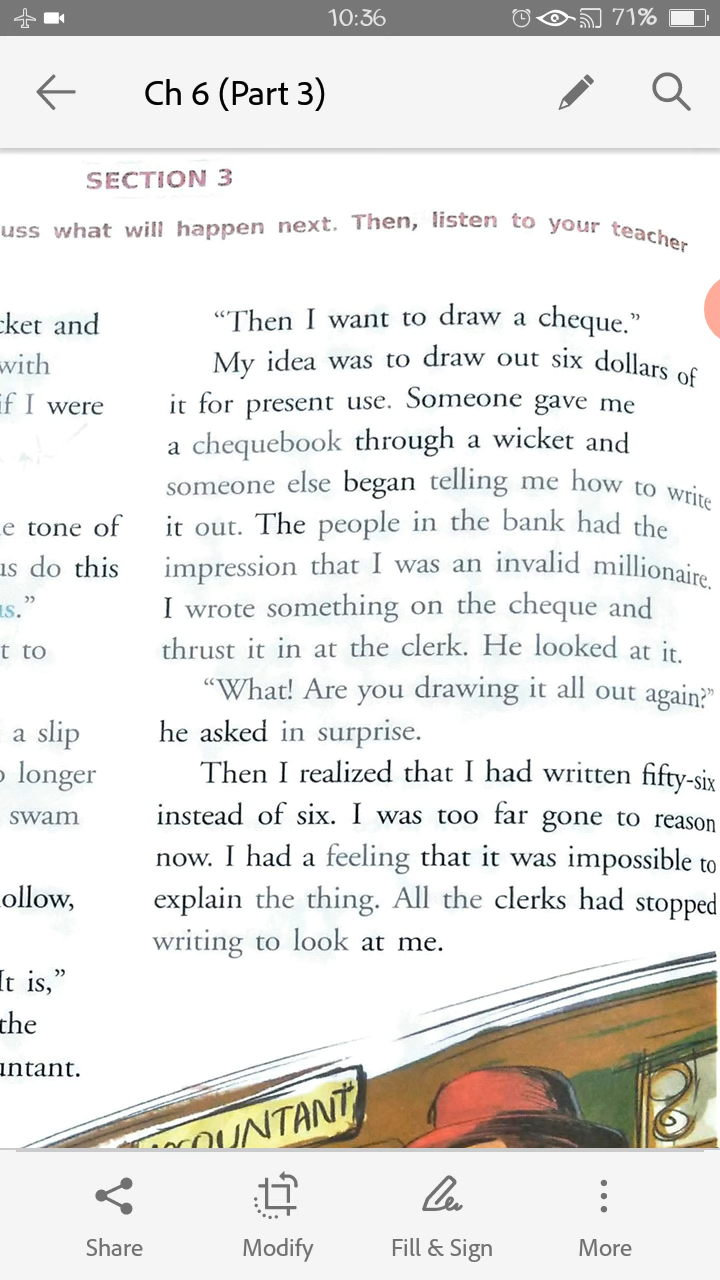 10:36
71%
Ch 6 (Part 3)
SECTION 3
uss what will happen next. Then, listen to your teacher
cket and
with
if I were
e tone of
us do this
us.”
t to
a slip
o longer
swam
ollow,
It is,”
the
untant.
“Then I want to draw a cheque.”
My idea was to draw out six dollars of
it for present use. Someone gave me
a chequebook through a wicket and
someone else began telling me how to write
it out. The people in the bank had the
impression that I was an invalid millionaire.
I wrote something on the cheque and
thrust it in at the clerk. He looked at it.
“What! Are you drawing it all out again?”
he asked in surprise.
Then I realized that I had written fifty-six
instead of six. I was too far gone to reason
now. I had a feeling that it was impossible to
explain the thing. All the clerks had stopped
writing to look at me.
ACCOUNTANT
Share
Modify
Fill & Sign
More